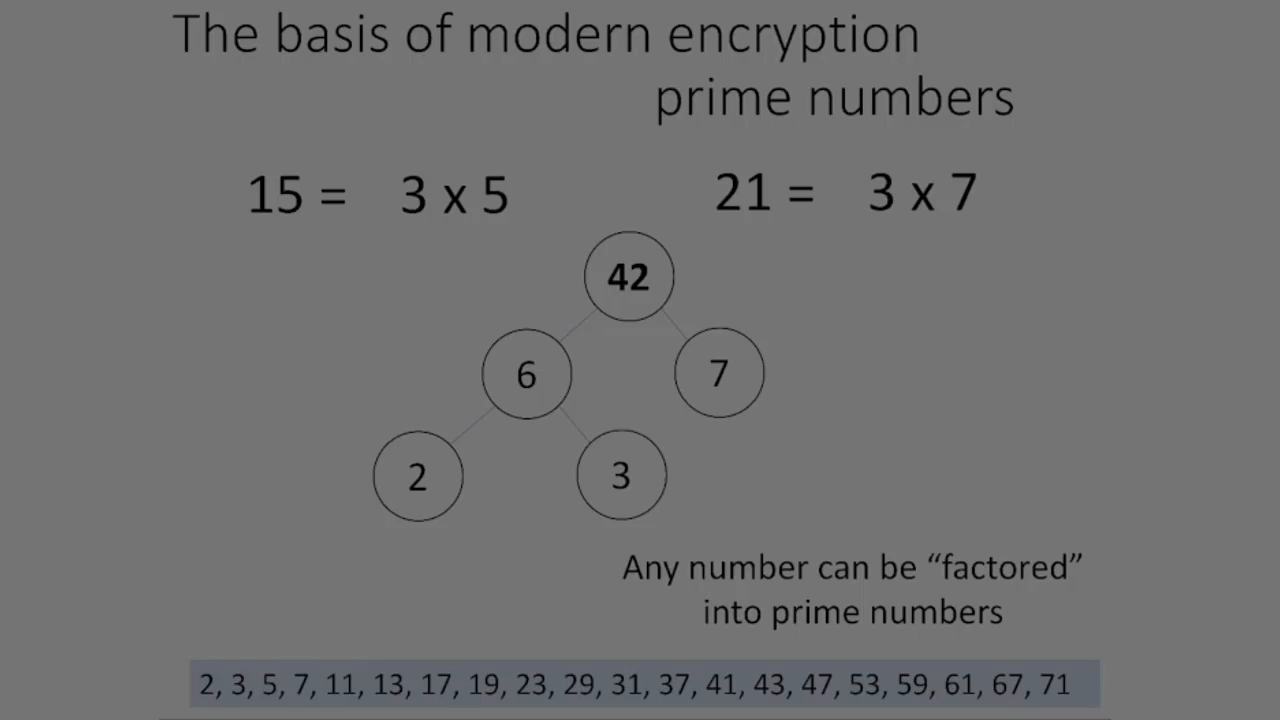 The basis of modern encryption
prime numbers
15 = 3 x 5
21 = 3 x 7
42
6
7
2
3
Any number can be “factored”
into prime numbers
2, 3, 5, 7, 11, 13, 17, 19, 23, 29, 31, 37, 41, 43, 47, 53, 59, 61, 67, 71